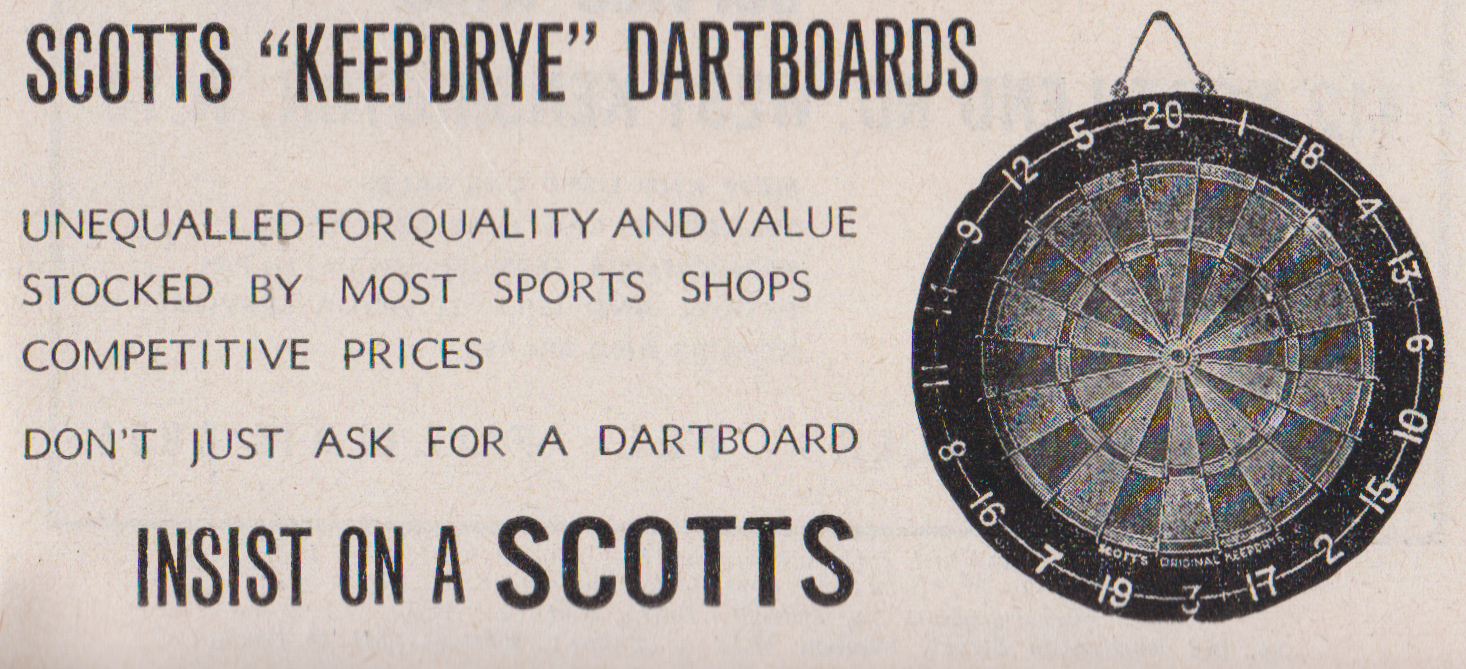 SCOTTS “KEEPDRYE” DARTBOARDS
UNEQUALLED FOR QUALITY AND VALUE
STOCKED BY MOST SPORTS SHOPS
COMPETITIVE PRICES
DON'T JUST ASK FOR A DARTBOARD
INSIST ON A SCOTTS
20
1
18
4
13
6
10
15
2
17
3
19
7
16
8
11
14
9
12
5
SCOTT'S ORIGINAL KEEPDRYE